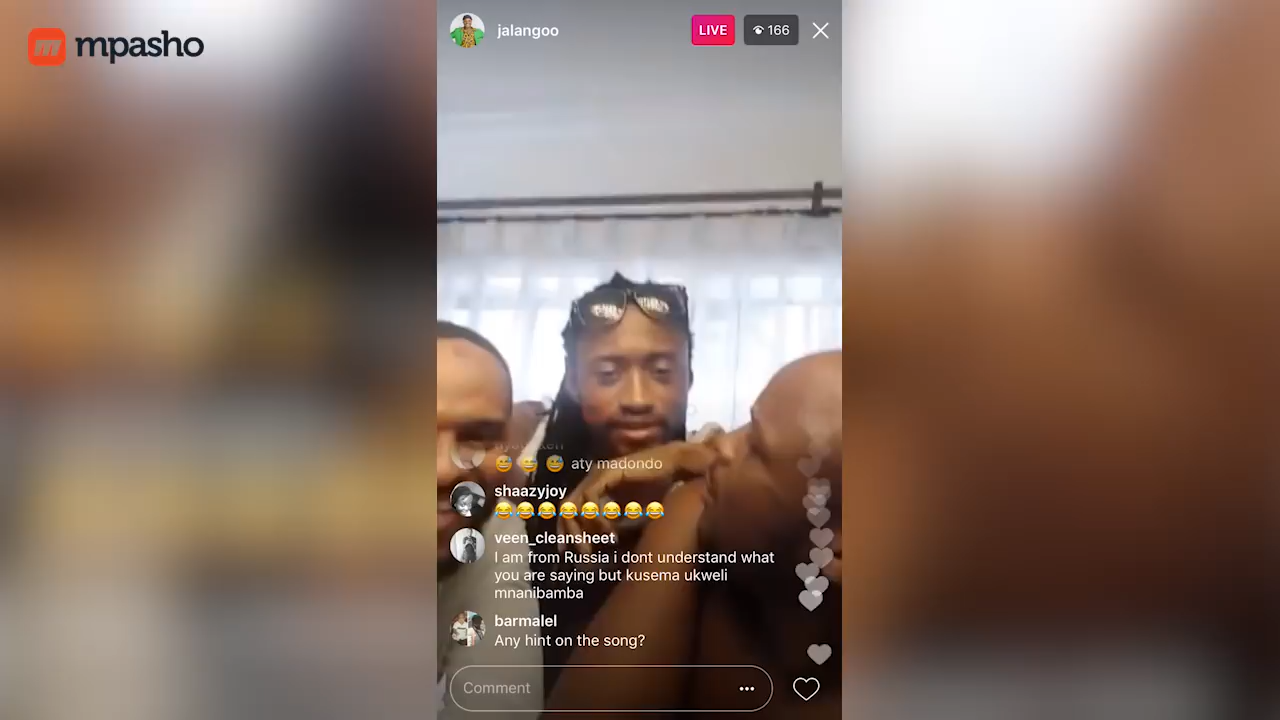 mpasho
jalangoo
LIVE
166
😅 😅 😅 aty madondo
shaazyjoy
😂😂😂😂😂😂😂😂
veen_cleansheet
I am from Russia i dont understand what
you are saying but kusema ukweli
mnanibamba
barmalel
Any hint on the song?
Comment